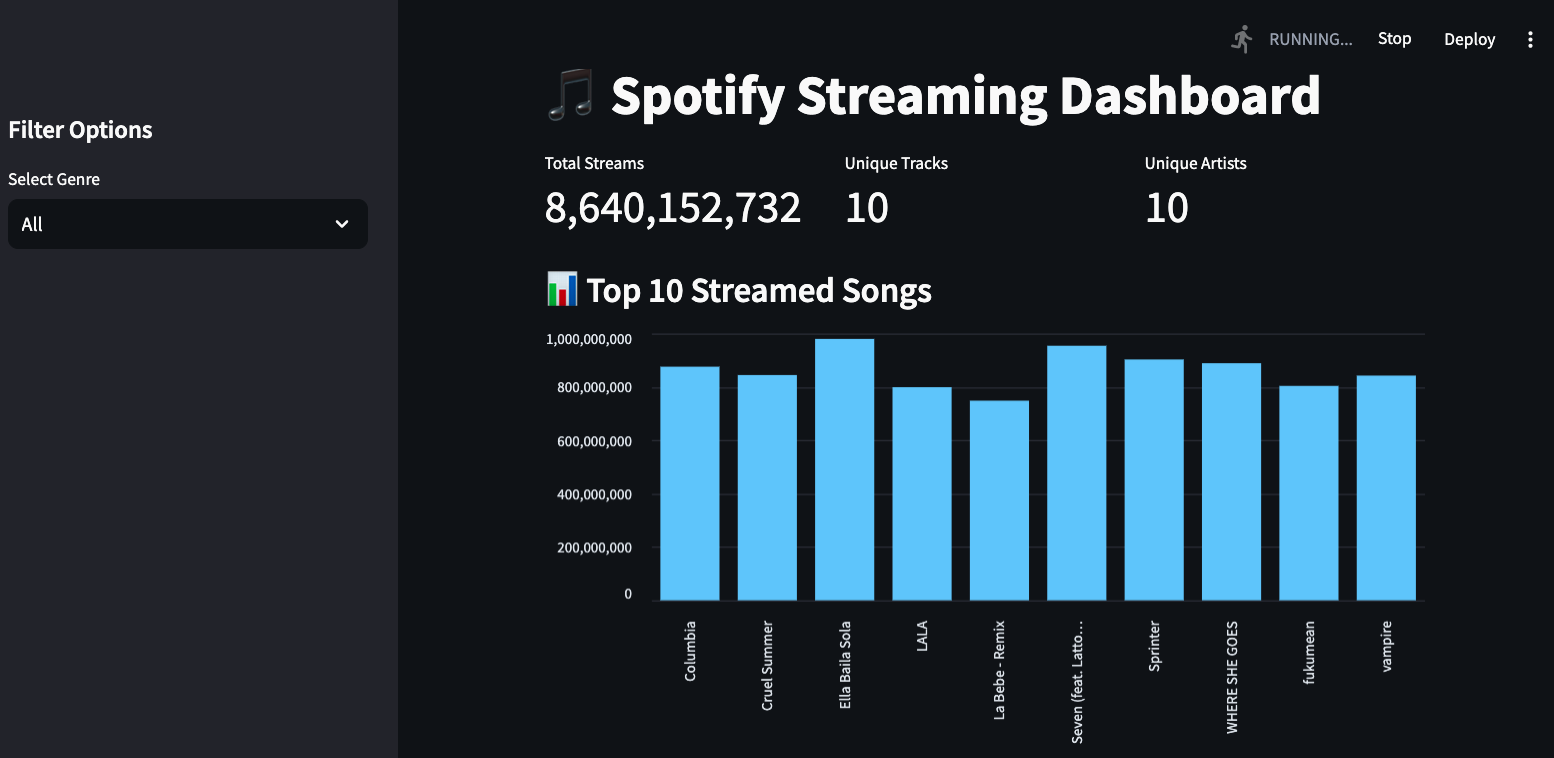 RUNNING... Stop Deploy
Spotify Streaming Dashboard
Filter Options
Select Genre
All
Total Streams Unique Tracks Unique Artists
8,640,152,732 10 10
Top 10 Streamed Songs
1,000,000,000
800,000,000
600,000,000
400,000,000
200,000,000
0
Columbia
Cruel Summer
Ella Baila Sola
LALA
La Bebe - Remix
Seven (feat. Latto…
Sprinter
WHERE SHE GOES
fukumean
vampire